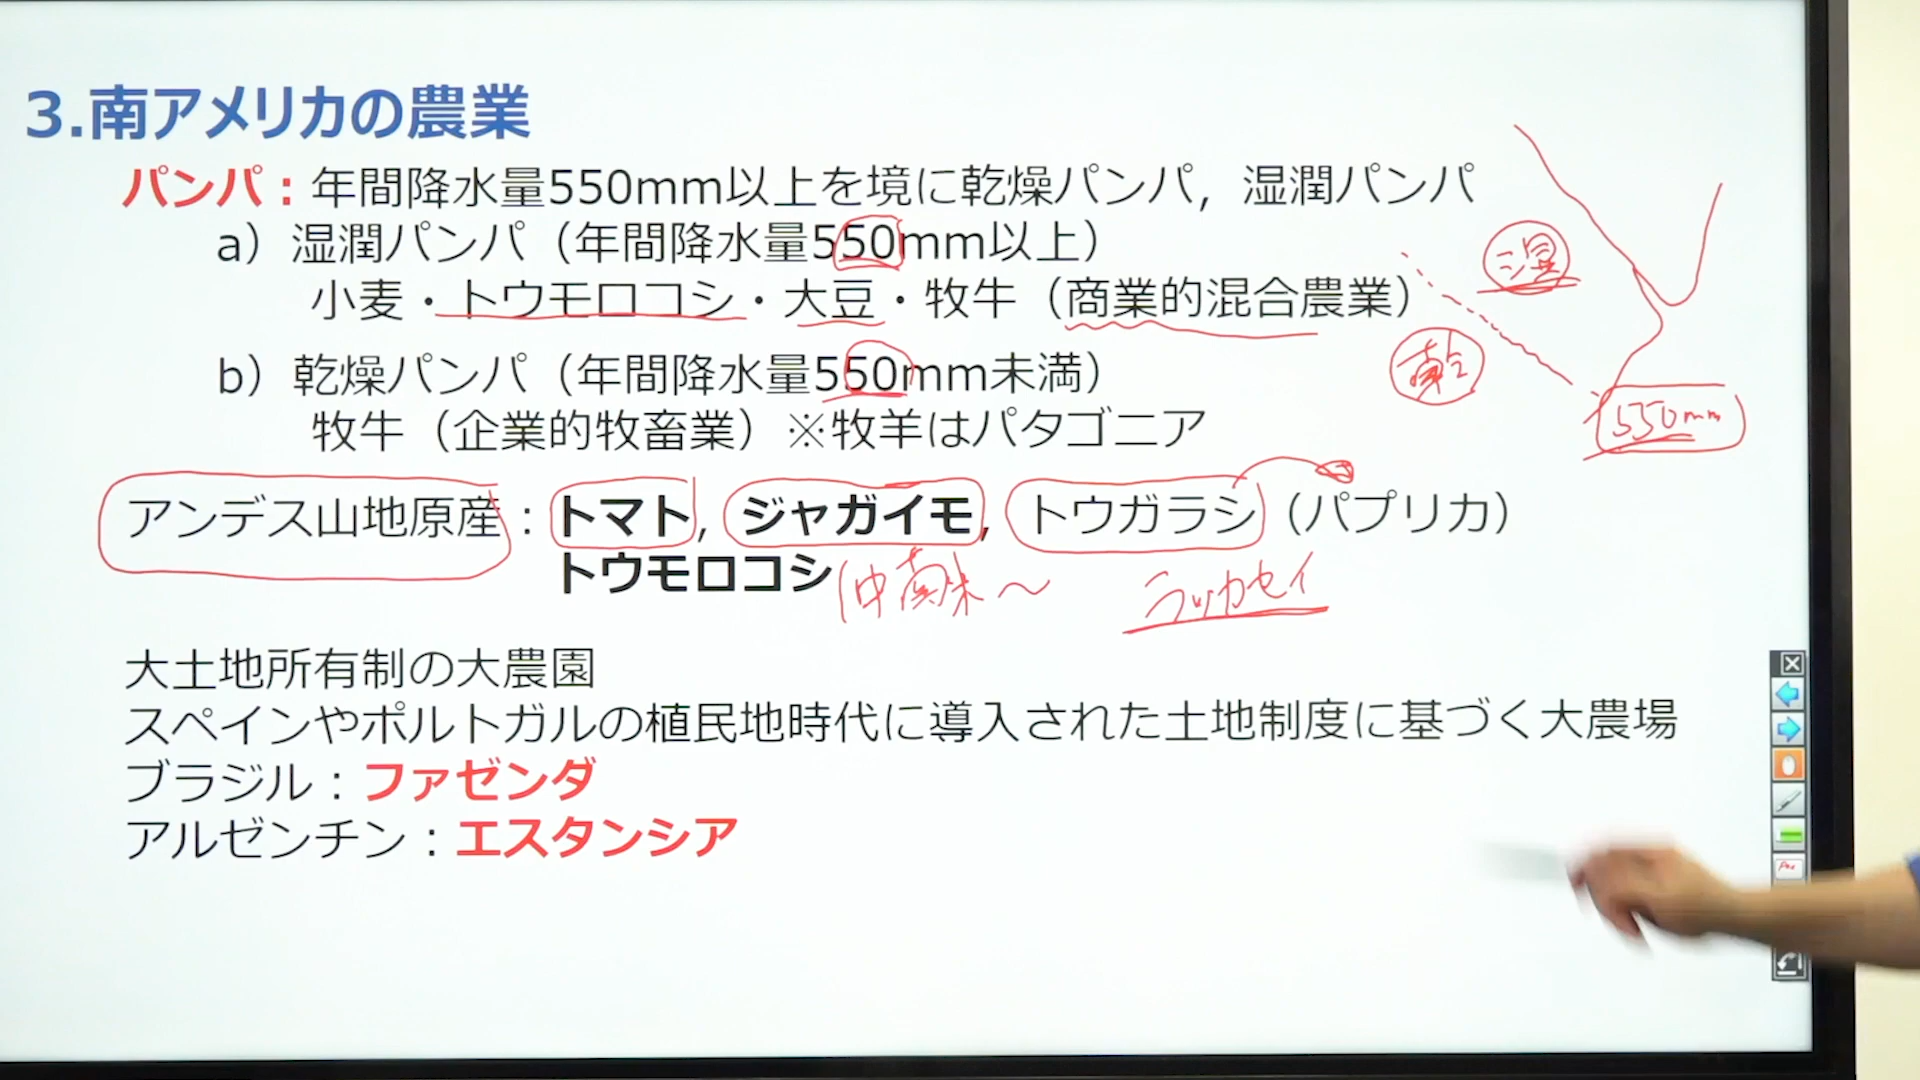 3.南アメリカの農業
パンパ：年間降水量550mm以上を境に乾燥パンパ，湿潤パンパ
a）湿潤パンパ（年間降水量550mm以上）
小麦・トウモロコシ・大豆・牧牛（商業的混合農業）
湿
乾
b）乾燥パンパ（年間降水量550mm未満）
550mm
牧牛（企業的牧畜業）※牧羊はパタゴニア
アンデス山地原産：トマト，ジャガイモ，トウガラシ（パプリカ）
トウモロコシ 中南米〜 ラッカセイ
大土地所有制の大農園
スペインやポルトガルの植民地時代に導入された土地制度に基づく大農場
ブラジル：ファゼンダ
アルゼンチン：エスタンシア